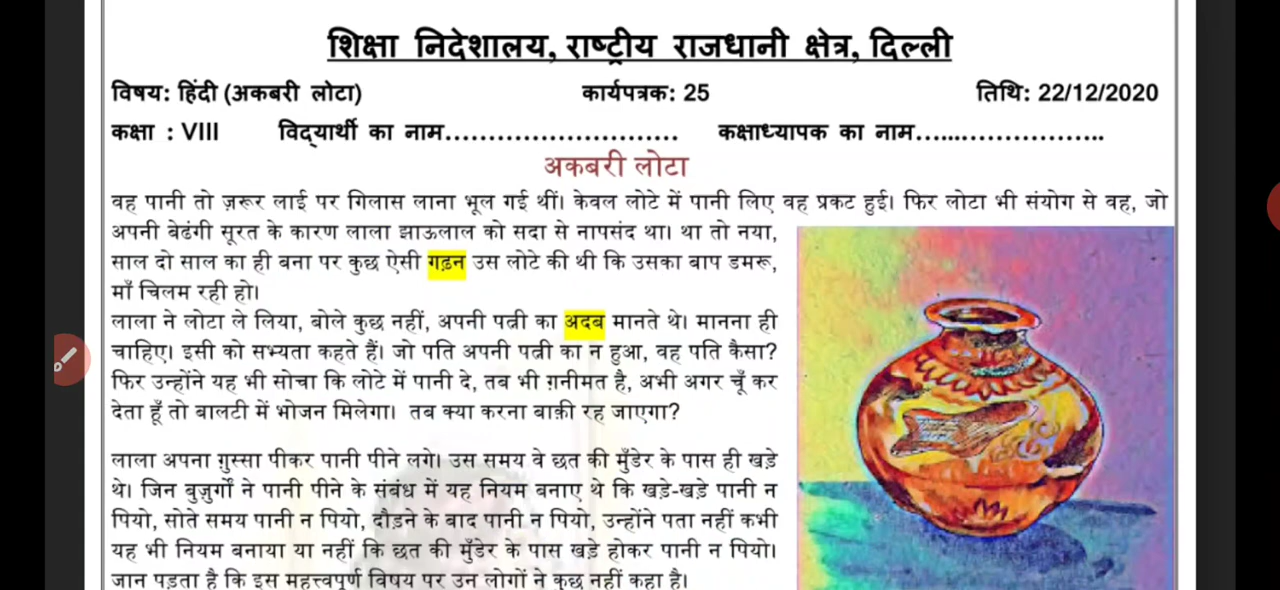 शिक्षा निदेशालय, राष्ट्रीय राजधानी क्षेत्र, दिल्ली
विषय: हिंदी (अकबरी लोटा) कार्यपत्रक: 25 तिथि: 22/12/2020
कक्षा : VIII विद्यार्थी का नाम........................... कक्षाध्यापक का नाम......................
अकबरी लोटा
वह पानी तो ज़रूर लाई पर गिलास लाना भूल गई थीं। केवल लोटे में पानी लिए वह प्रकट हुई। फिर लोटा भी संयोग से वह, जो
अपनी बेढंगी सूरत के कारण लाला झाऊलाल को सदा से नापसंद था। था तो नया,
साल दो साल का ही बना पर कुछ ऐसी गढ़न उस लोटे की थी कि उसका बाप डमरू,
माँ चिलम रही हो।
लाला ने लोटा ले लिया, बोले कुछ नहीं, अपनी पत्नी का अदब मानते थे। मानना ही
चाहिए। इसी को सभ्यता कहते हैं। जो पति अपनी पत्नी का न हुआ, वह पति कैसा?
फिर उन्होंने यह भी सोचा कि लोटे में पानी दे, तब भी ग़नीमत है, अभी अगर चूँ कर
देता हूँ तो बालटी में भोजन मिलेगा। तब क्या करना बाक़ी रह जाएगा?
लाला अपना ग़ुस्सा पीकर पानी पीने लगे। उस समय वे छत की मुँडेर के पास ही खड़े
थे। जिन बुज़ुर्गों ने पानी पीने के संबंध में यह नियम बनाए थे कि खड़े-खड़े पानी न
पियो, सोते समय पानी न पियो, दौड़ने के बाद पानी न पियो, उन्होंने पता नहीं कभी
यह भी नियम बनाया या नहीं कि छत की मुँडेर के पास खड़े होकर पानी न पियो।
जान पड़ता है कि इस महत्त्वपूर्ण विषय पर उन लोगों ने कुछ नहीं कहा है।